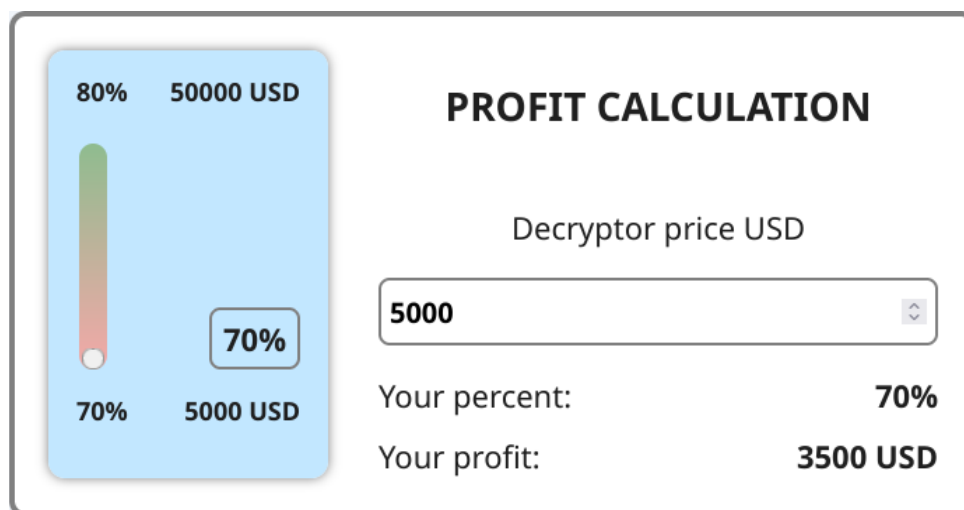 80% 50000 USD
70%
70% 5000 USD
PROFIT CALCULATION
Decryptor price USD
5000
Your percent: 70%
Your profit: 3500 USD